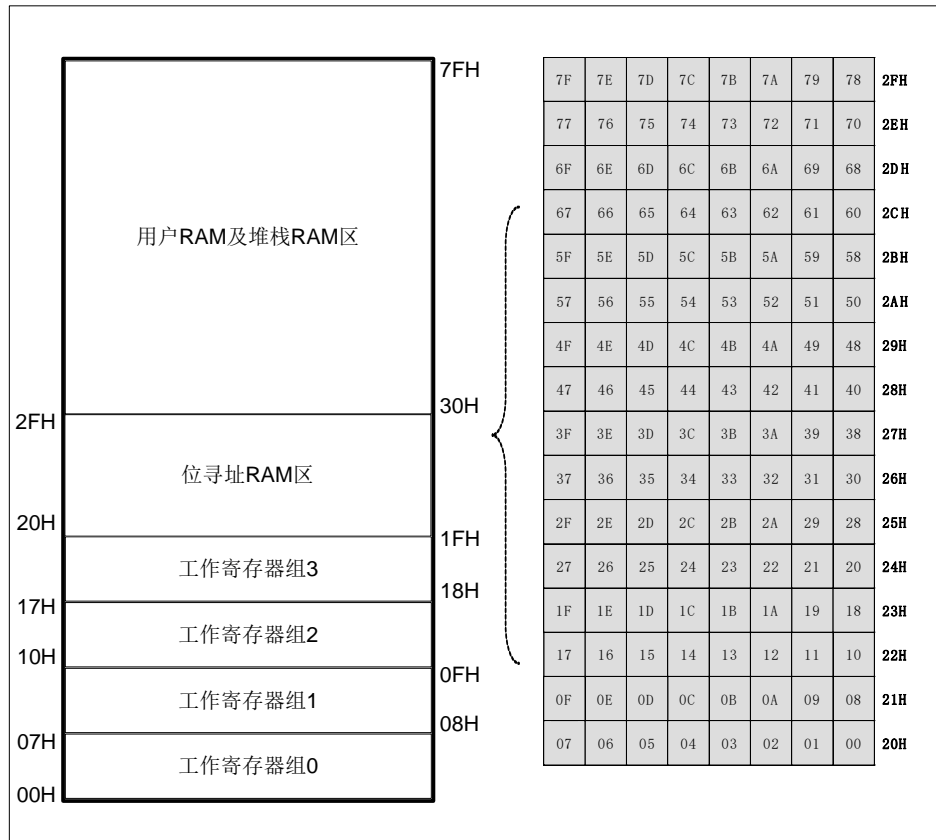 7FH
用户RAM及堆栈RAM区
30H
2FH
位寻址RAM区
20H
1FH
工作寄存器组3
18H
17H
工作寄存器组2
10H
0FH
工作寄存器组1
08H
07H
工作寄存器组0
00H
7F 7E 7D 7C 7B 7A 79 78 2FH
77 76 75 74 73 72 71 70 2EH
6F 6E 6D 6C 6B 6A 69 68 2DH
67 66 65 64 63 62 61 60 2CH
5F 5E 5D 5C 5B 5A 59 58 2BH
57 56 55 54 53 52 51 50 2AH
4F 4E 4D 4C 4B 4A 49 48 29H
47 46 45 44 43 42 41 40 28H
3F 3E 3D 3C 3B 3A 39 38 27H
37 36 35 34 33 32 31 30 26H
2F 2E 2D 2C 2B 2A 29 28 25H
27 26 25 24 23 22 21 20 24H
1F 1E 1D 1C 1B 1A 19 18 23H
17 16 15 14 13 12 11 10 22H
0F 0E 0D 0C 0B 0A 09 08 21H
07 06 05 04 03 02 01 00 20H